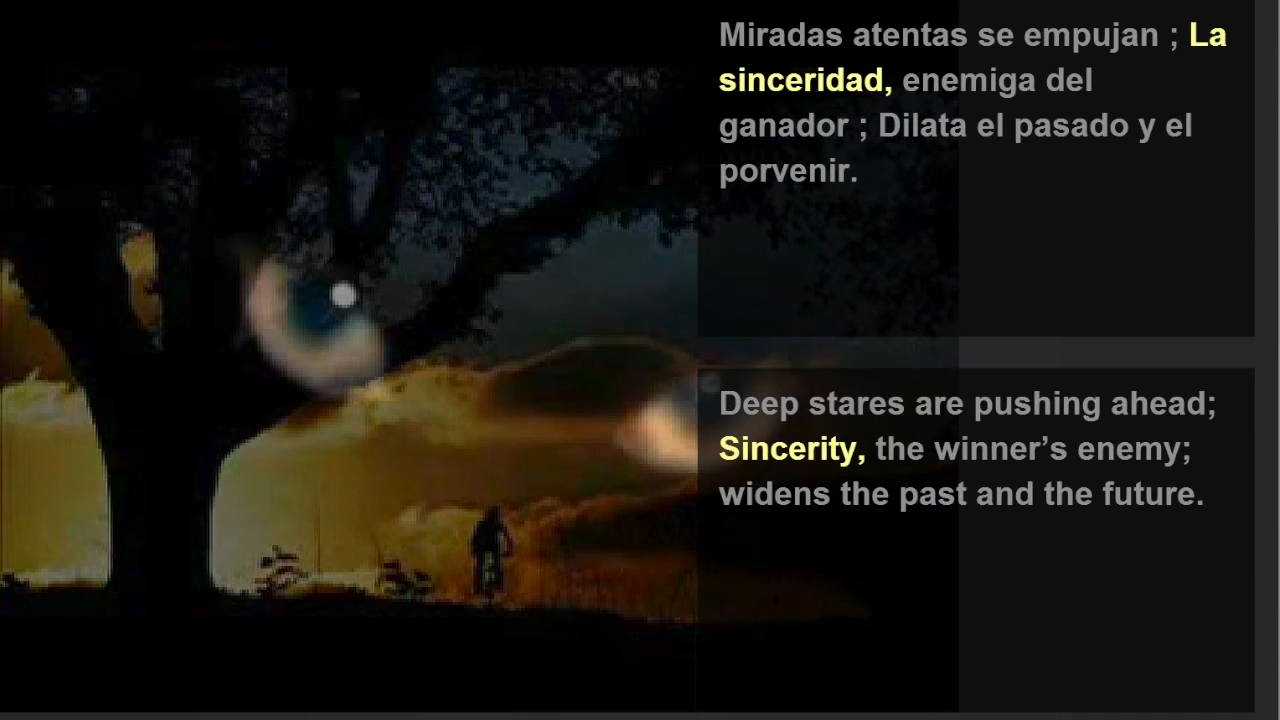 Miradas atentas se empujan ; La
sinceridad, enemiga del
ganador ; Dilata el pasado y el
porvenir.
Deep stares are pushing ahead;
Sincerity, the winner’s enemy;
widens the past and the future.